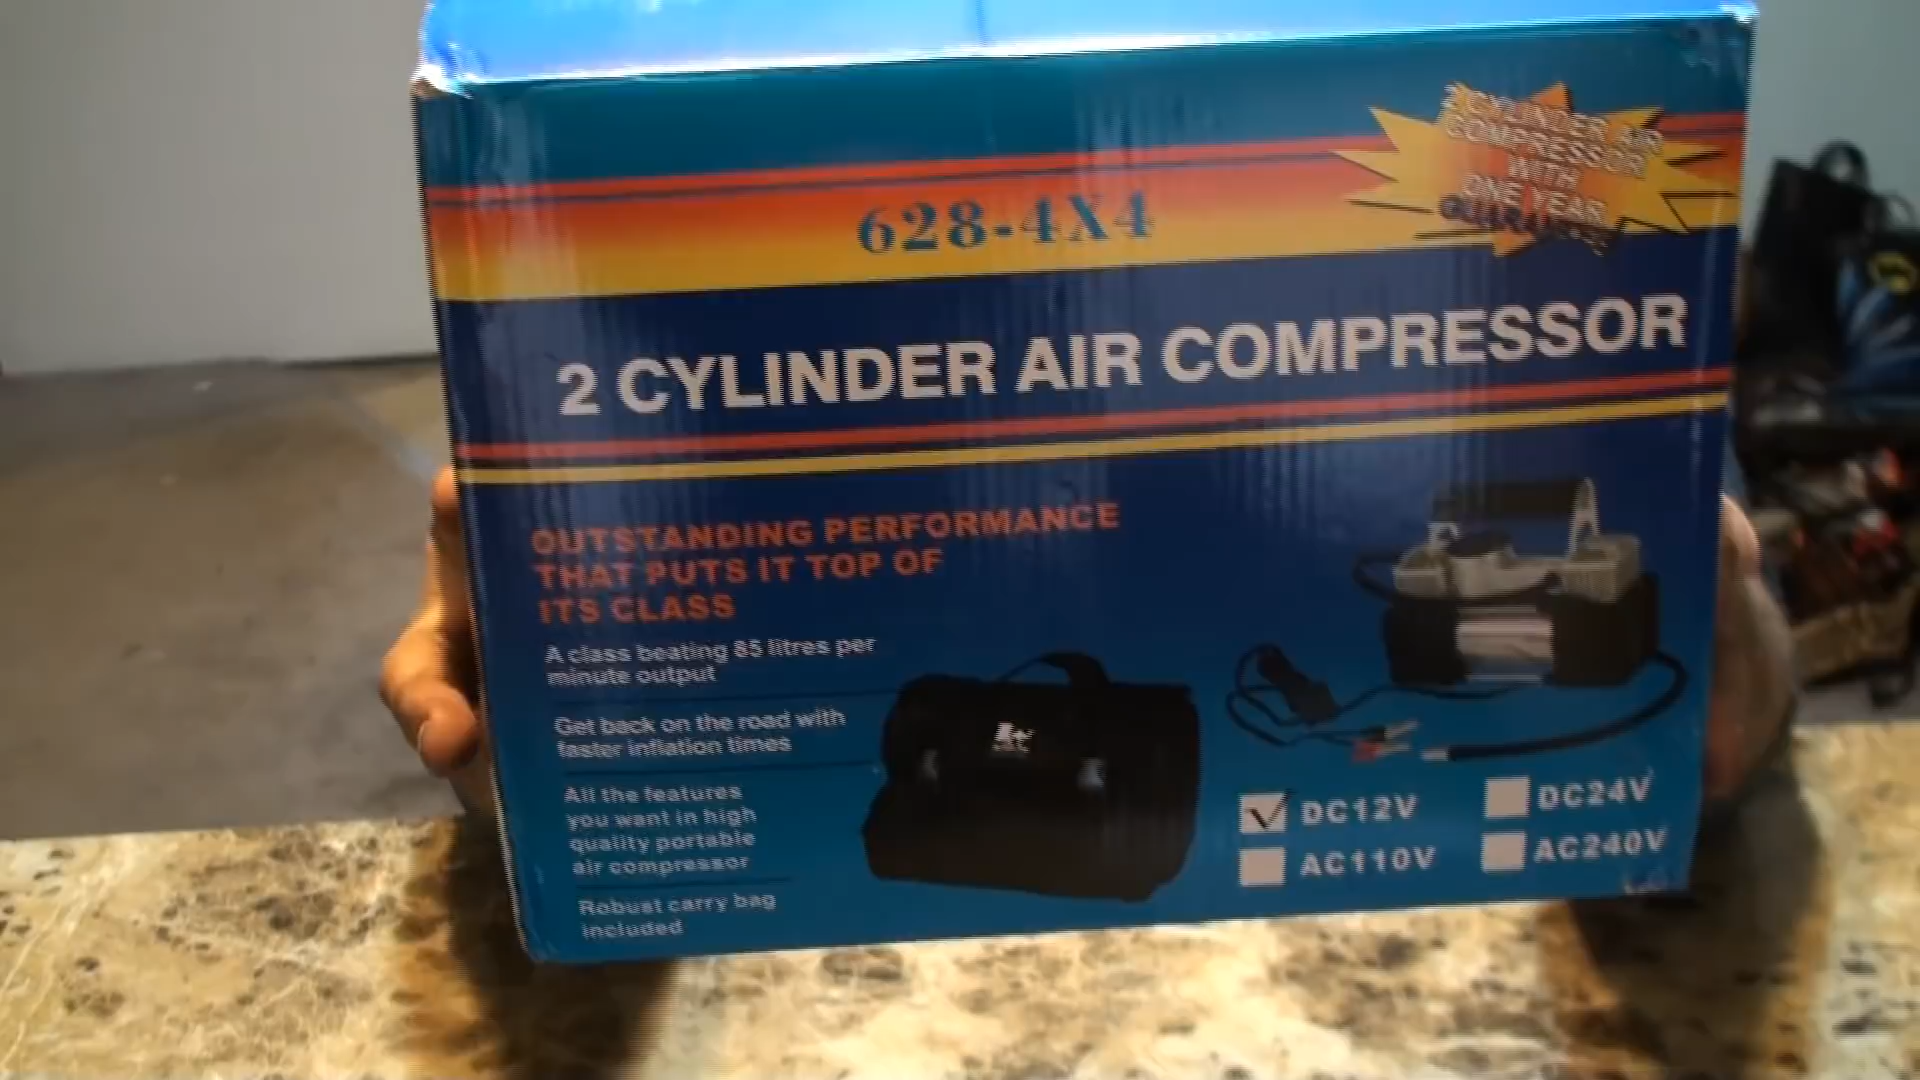 2 CYLINDER AIR
COMPRESSOR
WITH
ONE YEAR
628-4X4
2 CYLINDER AIR COMPRESSOR
OUTSTANDING PERFORMANCE
THAT PUTS IT TOP OF
ITS CLASS
A class beating 85 litres per
minute output
Get back on the road with
faster inflation times
All the features
you want in high
quality portable
air compressor
Robust carry bag
included
DC12V
DC24V
AC110V
AC240V